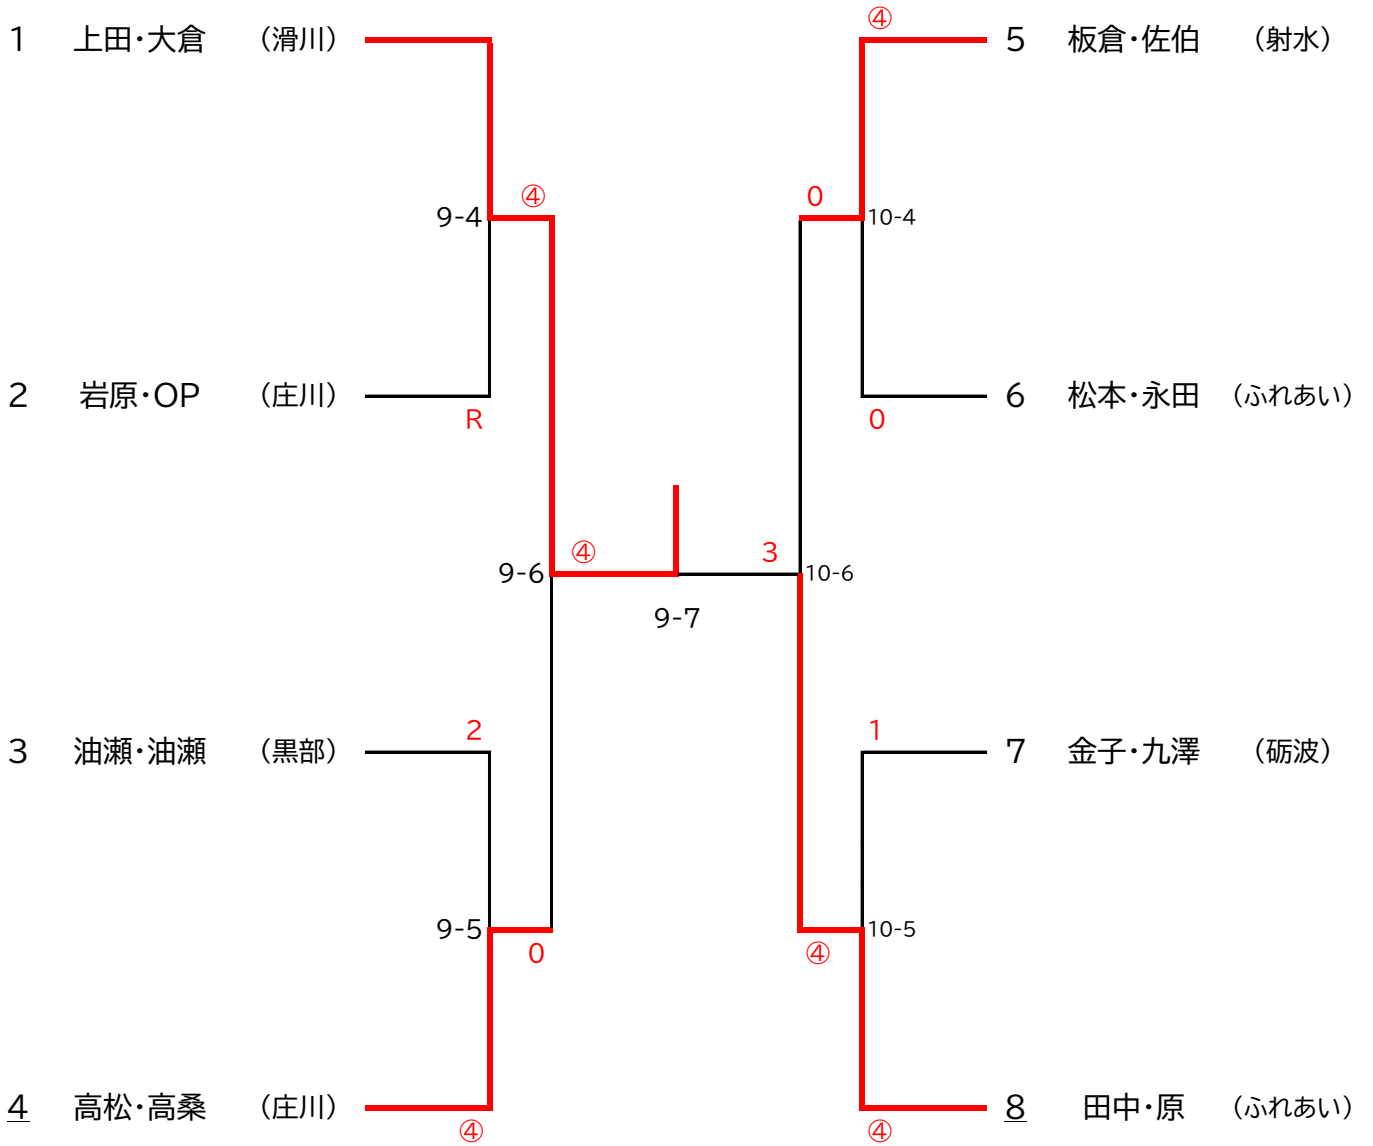 ④
1 上田・大倉 （滑川） 5 板倉・佐伯 （射水）
④ 0
9-4 10-4
2 岩原・OP （庄川） 6 松本・永田 （ふれあい）
R 0
④ 3
9-6 10-6
9-7
2 1
3 油瀬・油瀬 （黒部） 7 金子・九澤 （砺波）
9-5 10-5
0 ④
4 高松・高桑 （庄川） 8 田中・原 （ふれあい）
④ ④